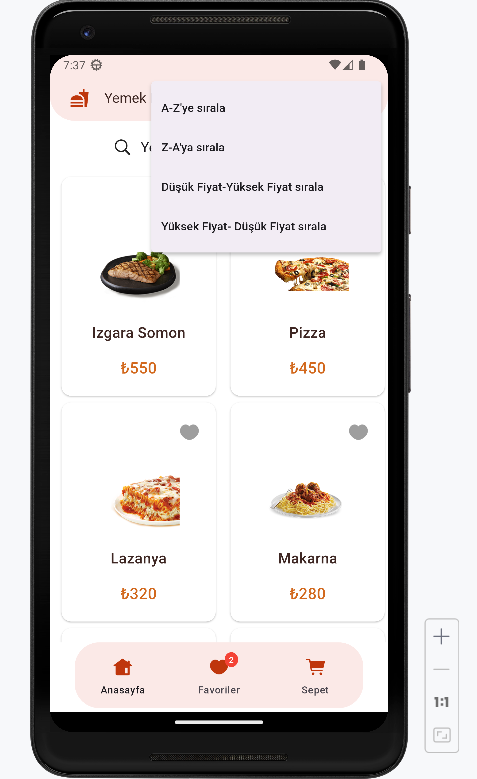 7:37
Yemek
A-Z'ye sırala
Z-A'ya sırala
Düşük Fiyat-Yüksek Fiyat sırala
Yüksek Fiyat- Düşük Fiyat sırala
Izgara Somon
Pizza
₺550
₺450
Lazanya
Makarna
₺320
₺280
2
Anasayfa
Favoriler
Sepet
1:1